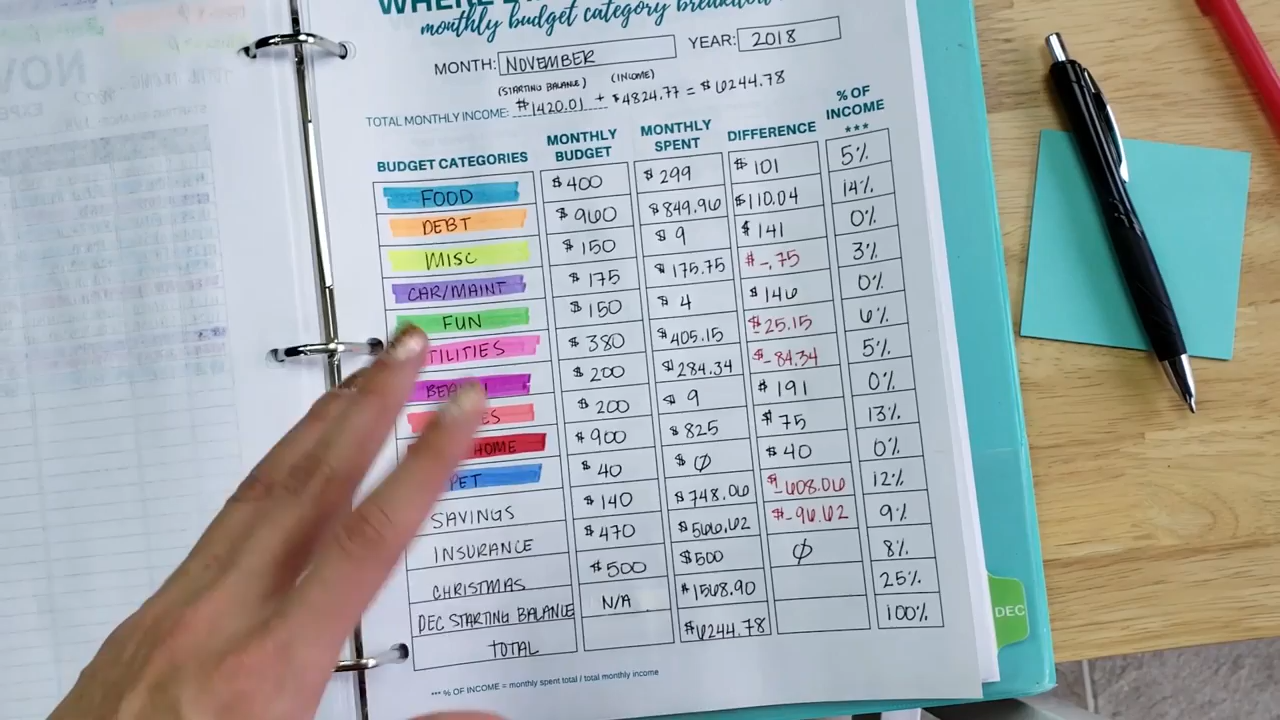 monthly budget category
MONTH: NOVEMBER YEAR: 2018
(STARTING BALANCE) (INCOME)
TOTAL MONTHLY INCOME: $1420.01 + $4824.77 = $6244.78
BUDGET CATEGORIES MONTHLY BUDGET MONTHLY SPENT DIFFERENCE % OF INCOME ***
FOOD $400 $299 $101 5%
DEBT $960 $849.96 $110.04 14%
MISC $150 $9 $141 0%
CAR/MAINT $175 $175.75 $-.75 3%
FUN $150 $4 $146 0%
TILITIES $380 $405.15 $-25.15 6%
$200 $284.34 $-84.34 5%
ES $200 $9 $191 0%
HOME $900 $825 $75 13%
PET $40 $0 $40 0%
SAVINGS $140 $748.06 $-608.06 12%
INSURANCE $470 $566.62 $-96.62 9%
CHRISTMAS $500 $500 0 8%
DEC STARTING BALANCE N/A $1568.90 25%
TOTAL $6244.78 100%
*** % OF INCOME = monthly spent total / total monthly income
DEC